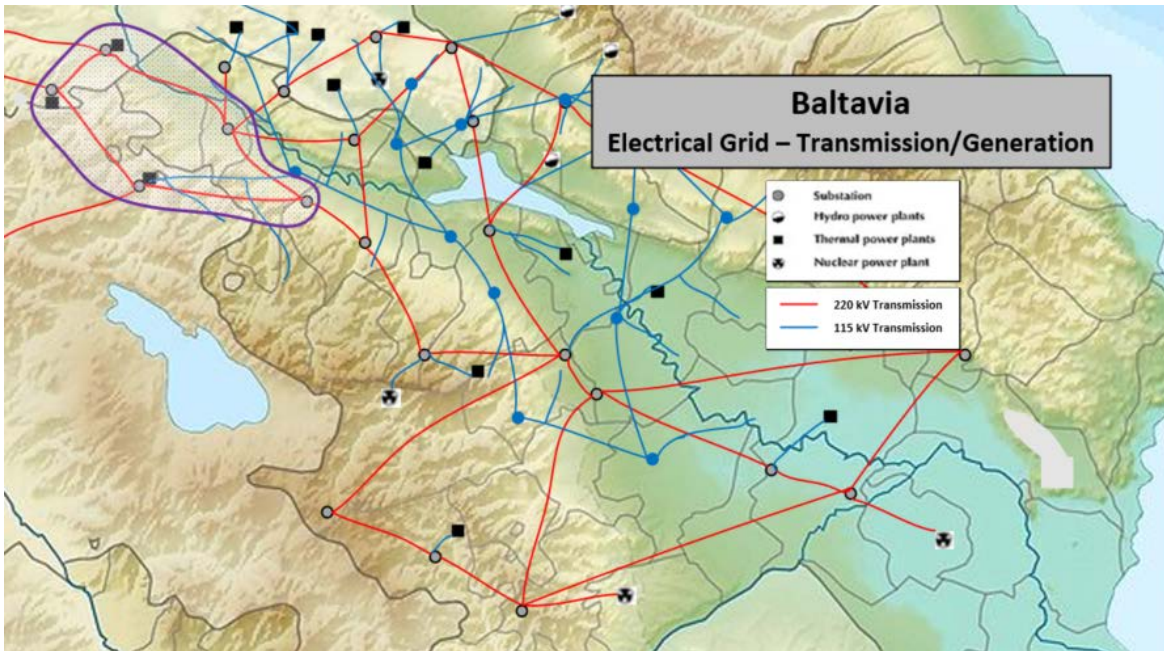 Baltavia
Electrical Grid – Transmission/Generation
Substation
Hydro power plants
Thermal power plants
Nuclear power plant
220 kV Transmission
115 kV Transmission